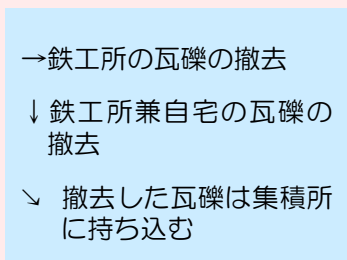 →鉄工所の瓦礫の撤去
↓鉄工所兼自宅の瓦礫の
撤去
↘ 撤去した瓦礫は集積所
に持ち込む